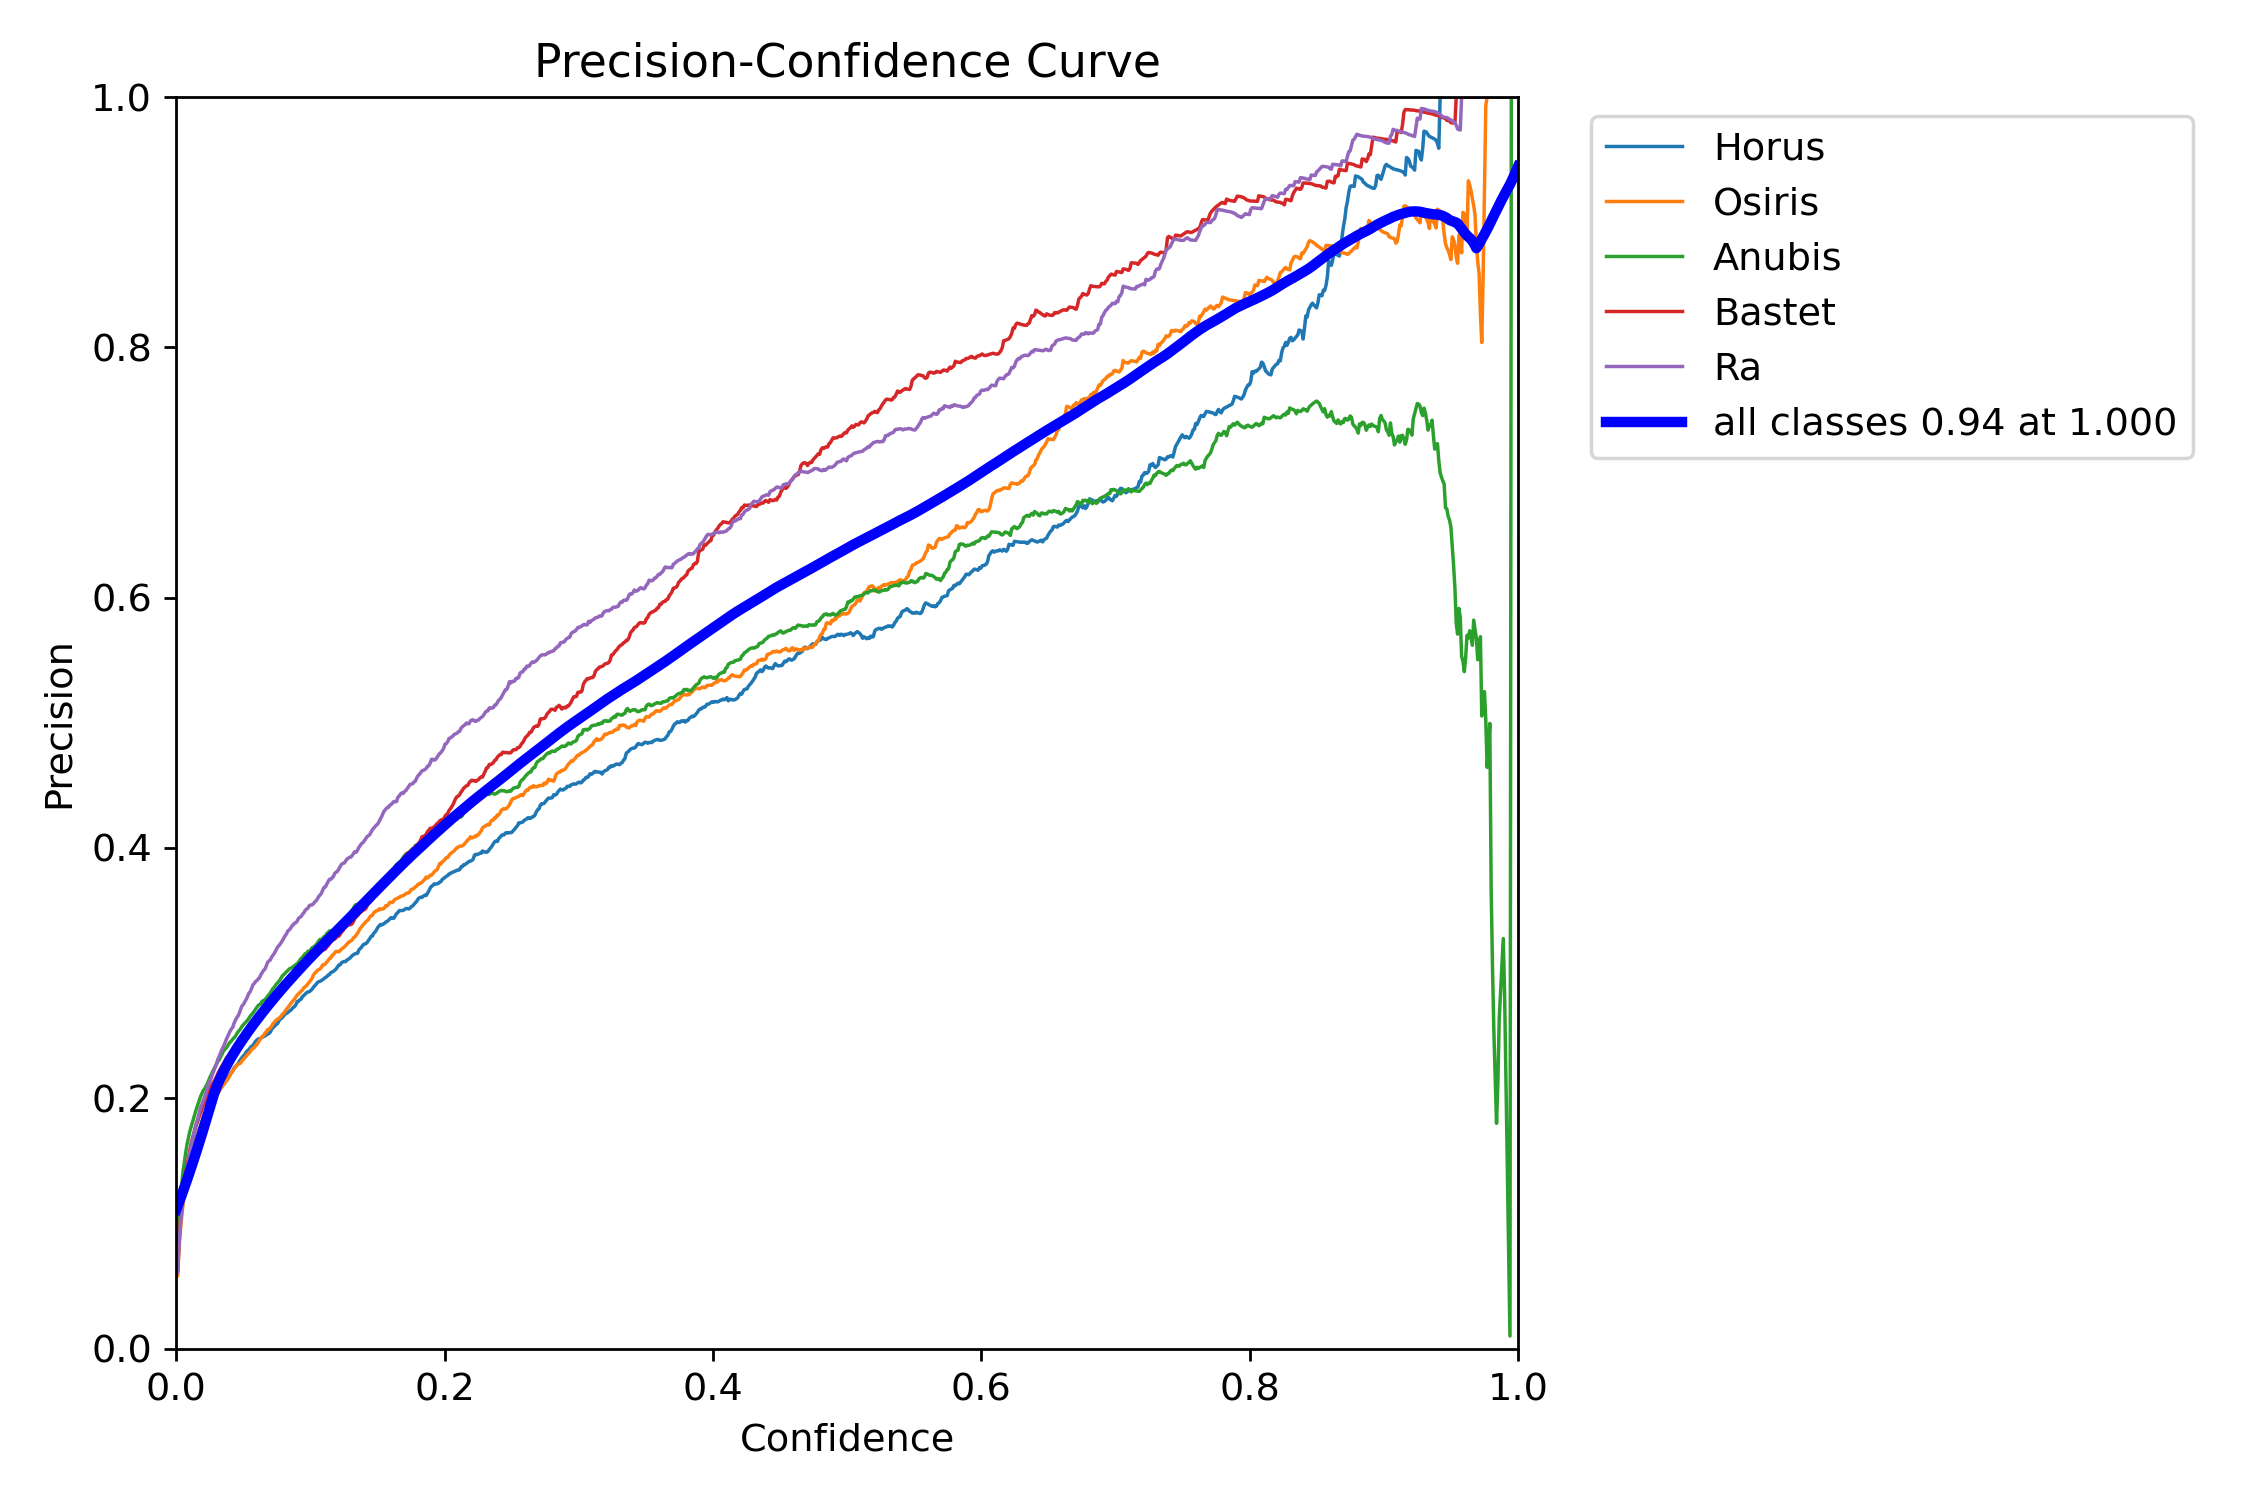 Precision-Confidence Curve
1.0
0.8
0.6
0.4
0.2
0.0
Precision
0.0 0.2 0.4 0.6 0.8 1.0
Confidence
Horus
Osiris
Anubis
Bastet
Ra
all classes 0.94 at 1.000